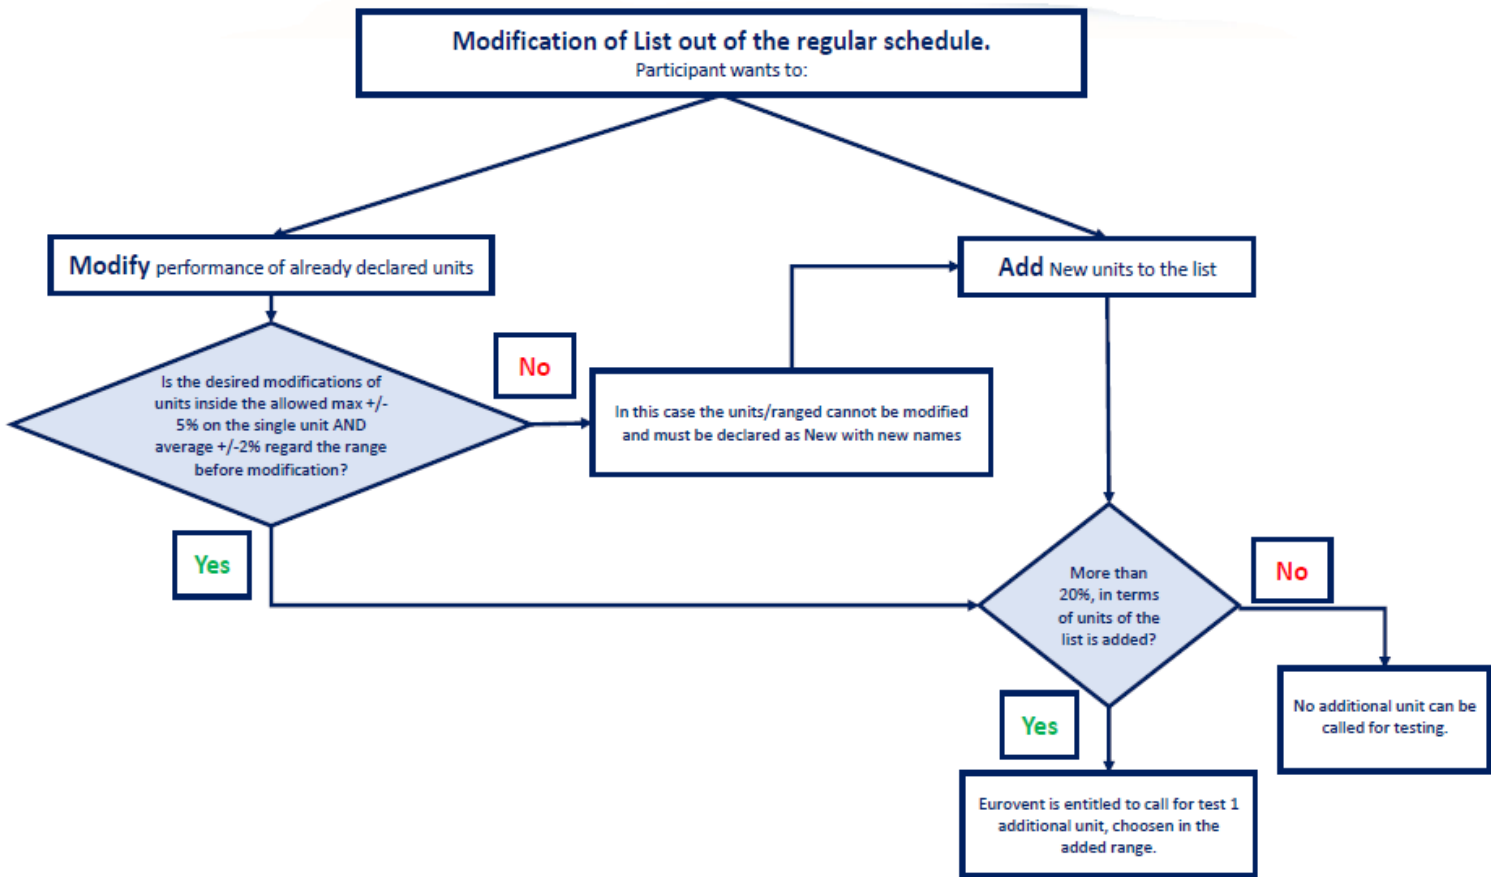 Modification of List out of the regular schedule.
Participant wants to:
Modify performance of already declared units
Add New units to the list
No
Is the desired modifications of
units inside the allowed max +/-
5% on the single unit AND
average +/-2% regard the range
before modification?
In this case the units/ranged cannot be modified
and must be declared as New with new names
Yes
More than
20%, in terms
of units of the
list is added?
No
No additional unit can be
called for testing.
Yes
Eurovent is entitled to call for test 1
additional unit, choosen in the
added range.